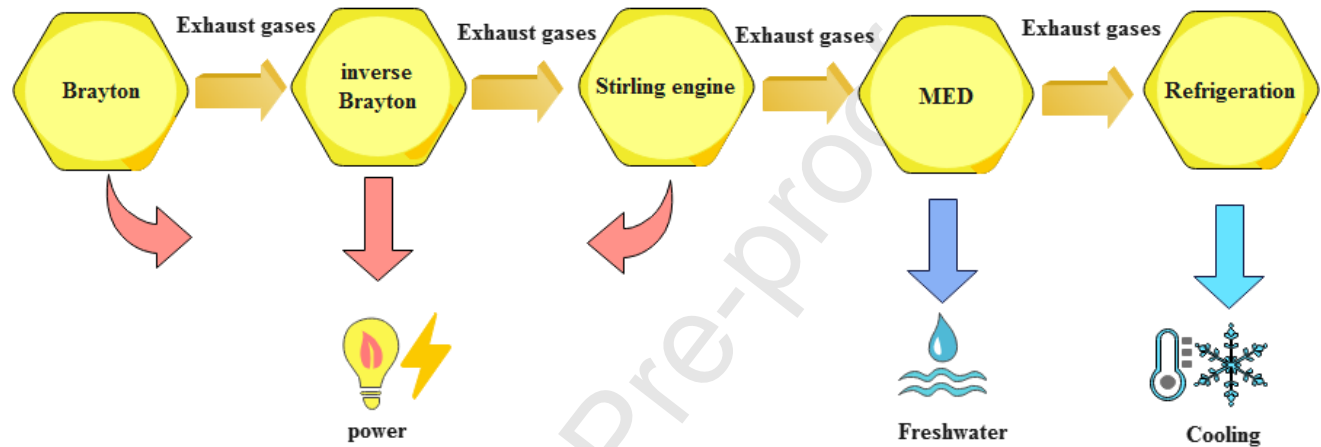 Exhaust gases
Exhaust gases
Exhaust gases
Exhaust gases
Brayton
inverse
Brayton
Stirling engine
MED
Refrigeration
power
Freshwater
Cooling
Pre-proof